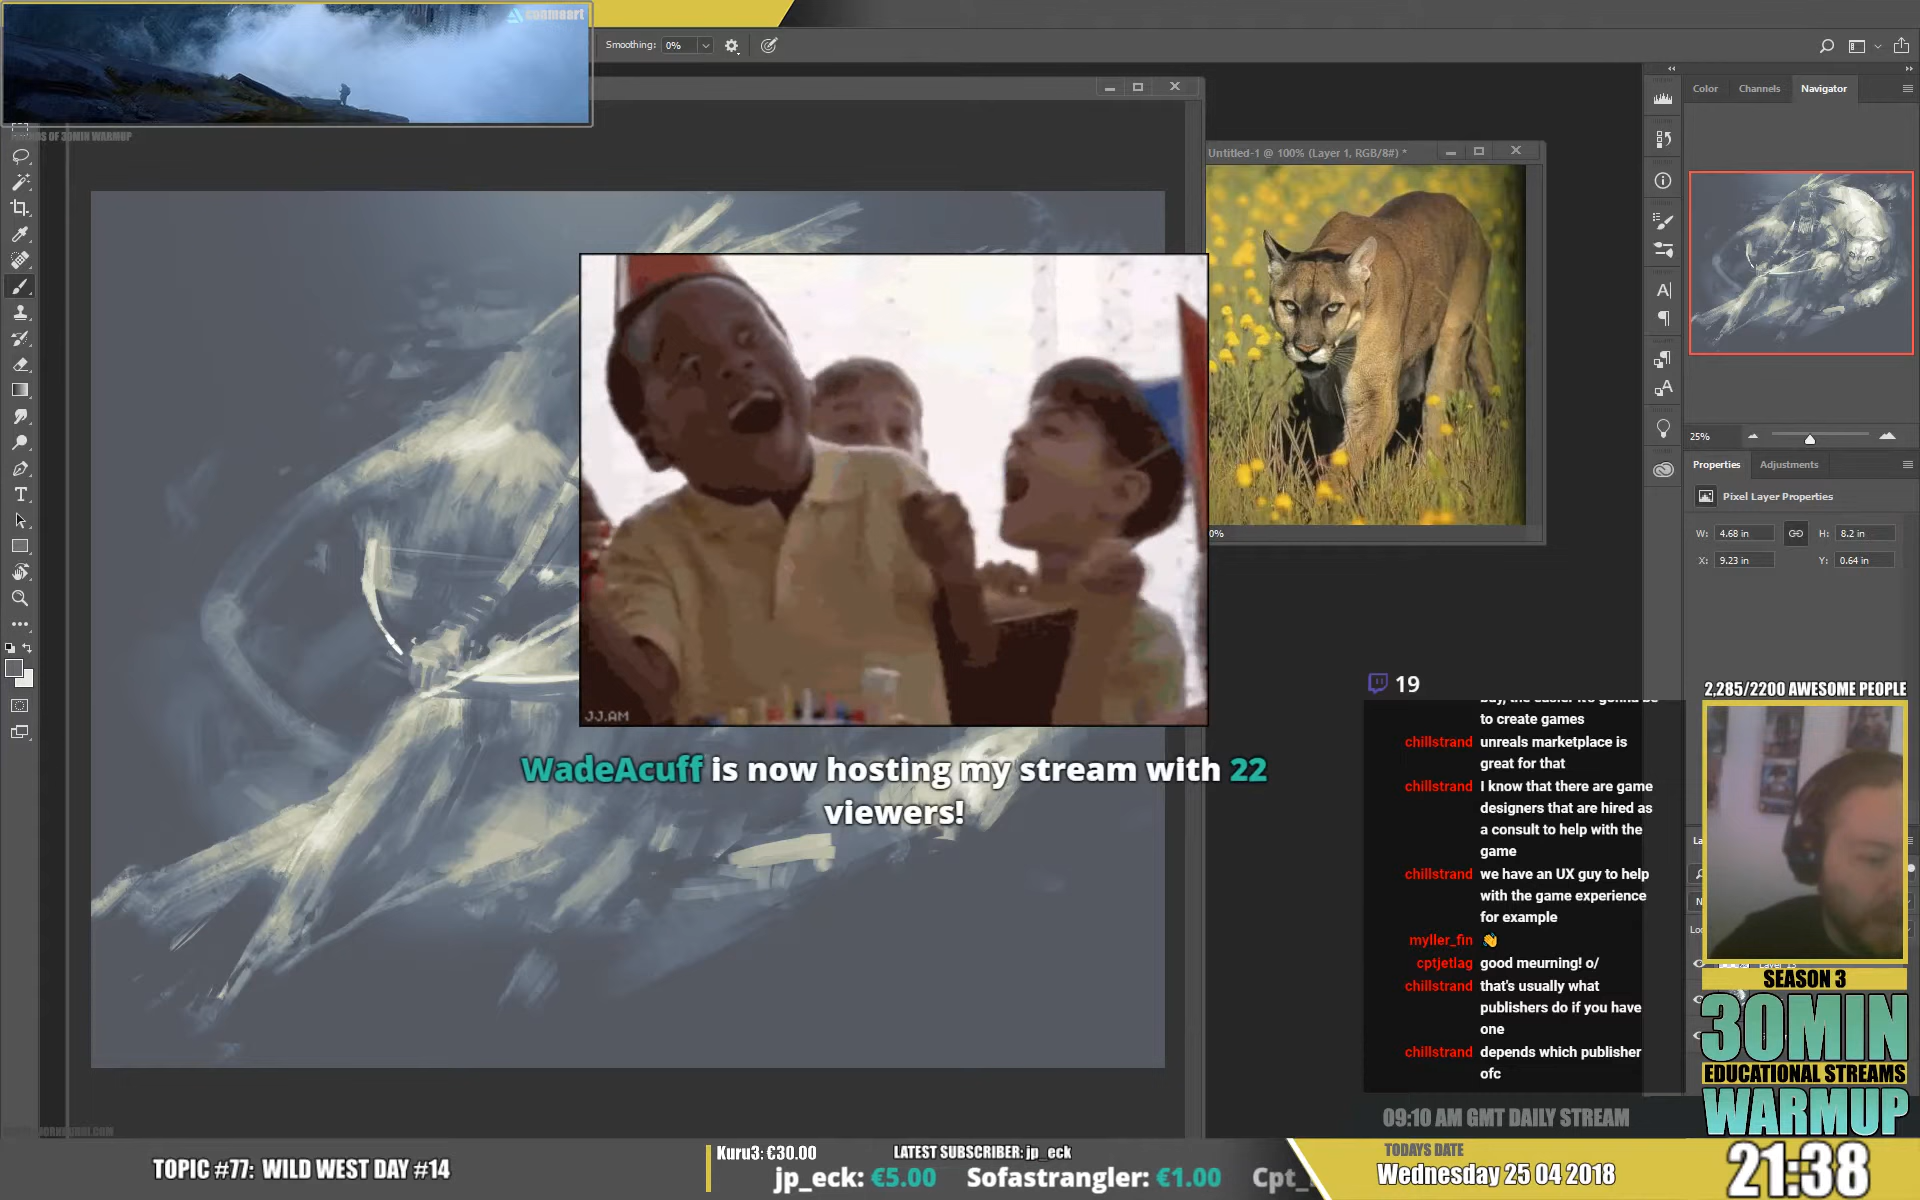 Smoothing: 0%
Color Channels Navigator
Untitled-1 @ 100% (Layer 1, RGB/8#) *
OF 30MIN WARMUP
25%
Properties Adjustments
Pixel Layer Properties
W: 4.68 in H: 8.2 in
X: 9.23 in Y: 0.64 in
0%
JJ.AM
WadeAcuff is now hosting my stream with 22
viewers!
19
to create games
chillstrand unreals marketplace is
great for that
chillstrand I know that there are game
designers that are hired as
a consult to help with the
game
chillstrand we have an UX guy to help
with the game experience
for example
myller_fin 👏
cptjetlag good meurning! o/
chillstrand that's usually what
publishers do if you have
one
chillstrand depends which publisher
ofc
2,285/2200 AWESOME PEOPLE
SEASON 3
30MIN
EDUCATIONAL STREAMS
WARMUP
09:10 AM GMT DAILY STREAM
TOPIC #77: WILD WEST DAY #14
Kuru3: €30.00
LATEST SUBSCRIBER: jp_eck
jp_eck: €5.00 Sofastrangler: €1.00 Cpt_
TODAYS DATE
Wednesday 25 04 2018
21:38